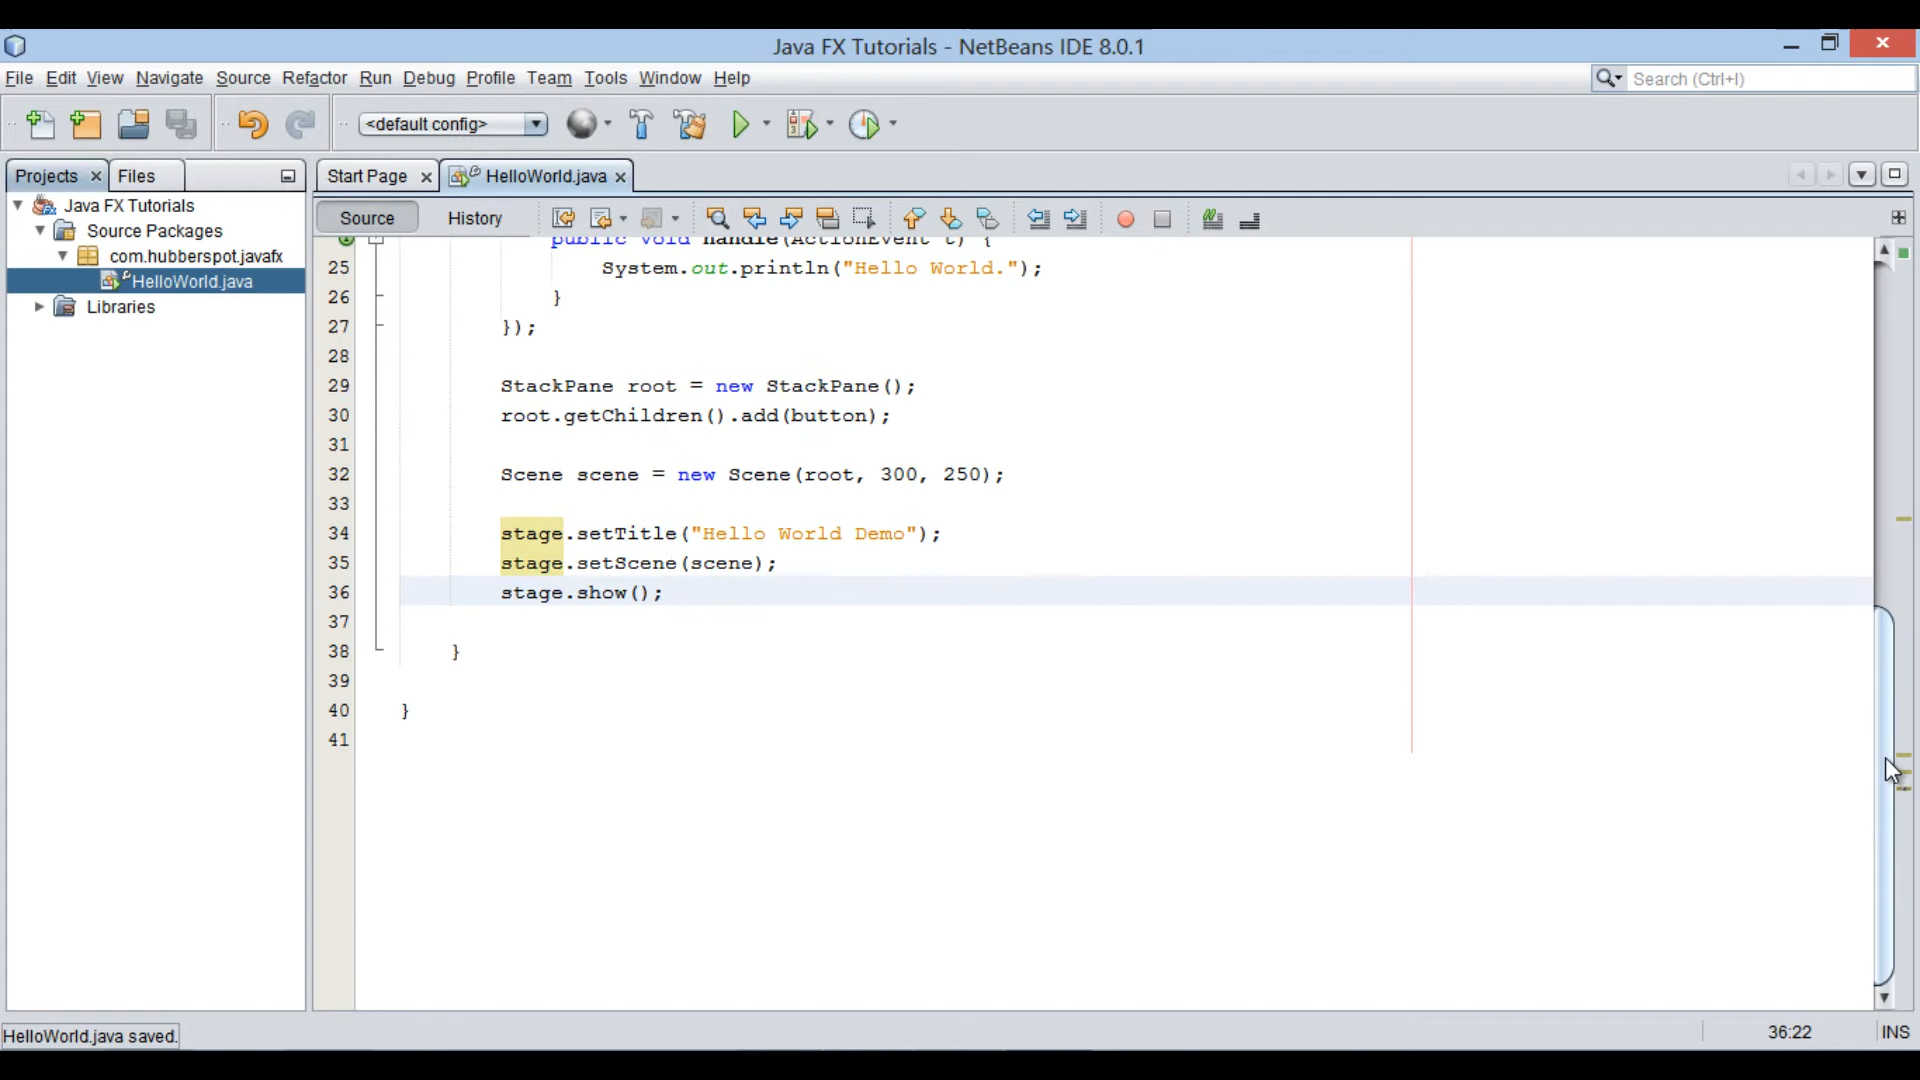 Java FX Tutorials - NetBeans IDE 8.0.1
File Edit View Navigate Source Refactor Run Debug Profile Team Tools Window Help
Search (Ctrl+I)
<default config>
Projects Files
Start Page HelloWorld.java
Java FX Tutorials
Source Packages
com.hubberspot.javafx
HelloWorld.java
Libraries
Source History
public void handle(ActionEvent t) {
25 System.out.println("Hello World.");
26 }
27 });
28
29 StackPane root = new StackPane();
30 root.getChildren().add(button);
31
32 Scene scene = new Scene(root, 300, 250);
33
34 stage.setTitle("Hello World Demo");
35 stage.setScene(scene);
36 stage.show();
37
38 }
39
40 }
41
HelloWorld.java saved.
36:22 INS